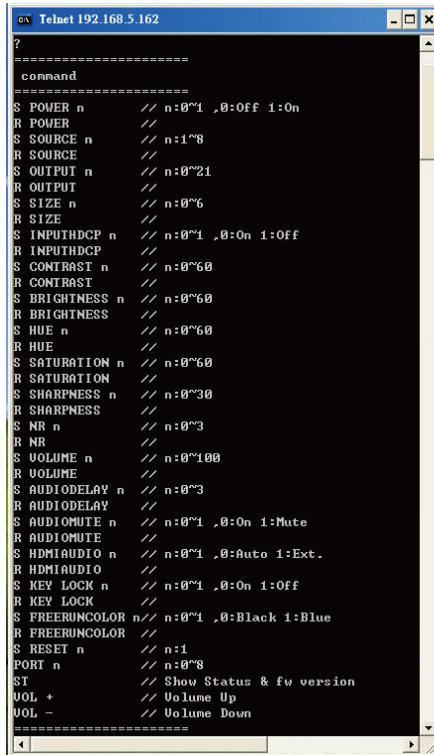 Telnet 192.168.5.162
?
======================
command
======================
S POWER n // n:0~1 ,0:Off 1:On
R POWER //
S SOURCE n // n:1~8
R SOURCE //
S OUTPUT n // n:0~21
R OUTPUT //
S SIZE n // n:0~6
R SIZE //
S INPUTHDCP n // n:0~1 ,0:On 1:Off
R INPUTHDCP //
S CONTRAST n // n:0~60
R CONTRAST //
S BRIGHTNESS n // n:0~60
R BRIGHTNESS //
S HUE n // n:0~60
R HUE //
S SATURATION n // n:0~60
R SATURATION //
S SHARPNESS n // n:0~30
R SHARPNESS //
S NR n // n:0~3
R NR //
S VOLUME n // n:0~100
R VOLUME //
S AUDIODELAY n // n:0~3
R AUDIODELAY //
S AUDIOMUTE n // n:0~1 ,0:On 1:Mute
R AUDIOMUTE //
S HDMIAUDIO n // n:0~1 ,0:Auto 1:Ext.
R HDMIAUDIO //
S KEY LOCK n // n:0~1 ,0:On 1:Off
R KEY LOCK //
S FREERUNCOLOR n// n:0~1 ,0:Black 1:Blue
R FREERUNCOLOR //
S RESET n // n:1
PORT n // n:0~8
ST // Show Status & fw version
VOL + // Volume Up
VOL - // Volume Down
======================